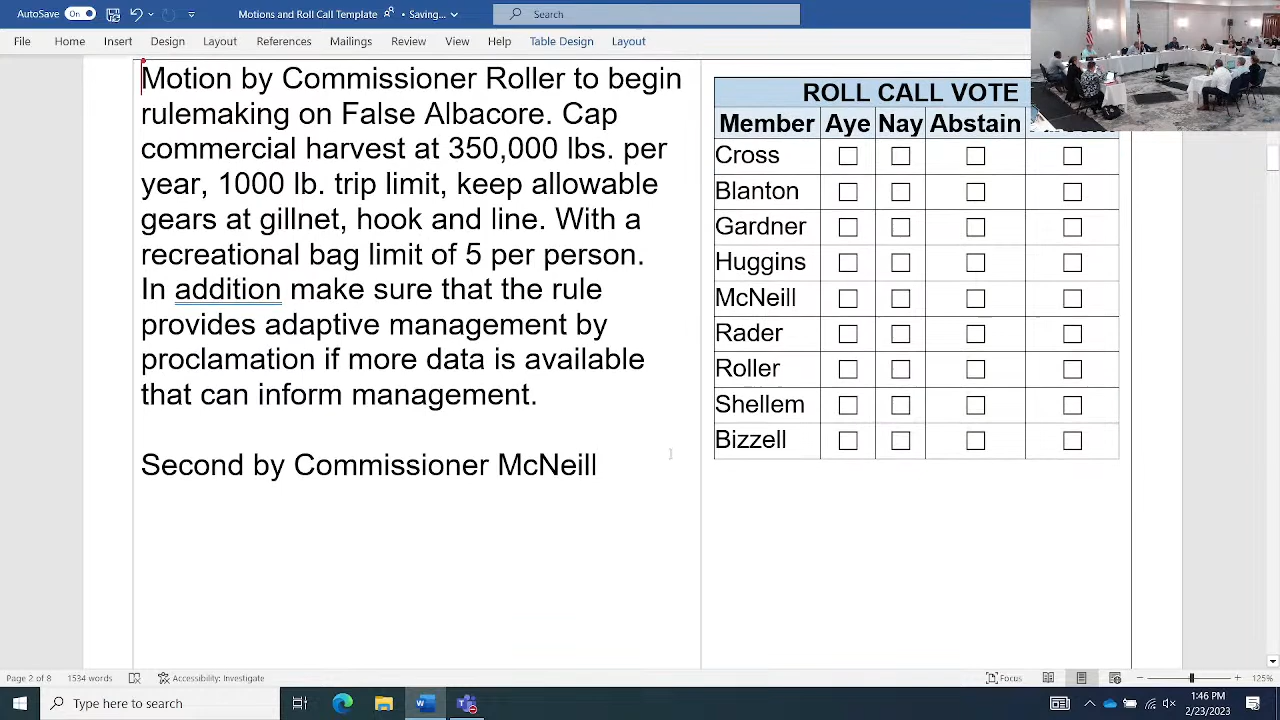 AutoSave On Motion and Roll Call Template Saving... Search
File Home Insert Design Layout References Mailings Review View Help Table Design Layout
Motion by Commissioner Roller to begin
rulemaking on False Albacore. Cap
commercial harvest at 350,000 lbs. per
year, 1000 lb. trip limit, keep allowable
gears at gillnet, hook and line. With a
recreational bag limit of 5 per person.
In addition make sure that the rule
provides adaptive management by
proclamation if more data is available
that can inform management.
Second by Commissioner McNeill
ROLL CALL VOTE
Member Aye Nay Abstain
Cross
Blanton
Gardner
Huggins
McNeill
Rader
Roller
Shellem
Bizzell
Page 2 of 8 1534 words Accessibility: Investigate Focus 125%
Type here to search
1:46 PM
2/23/2023